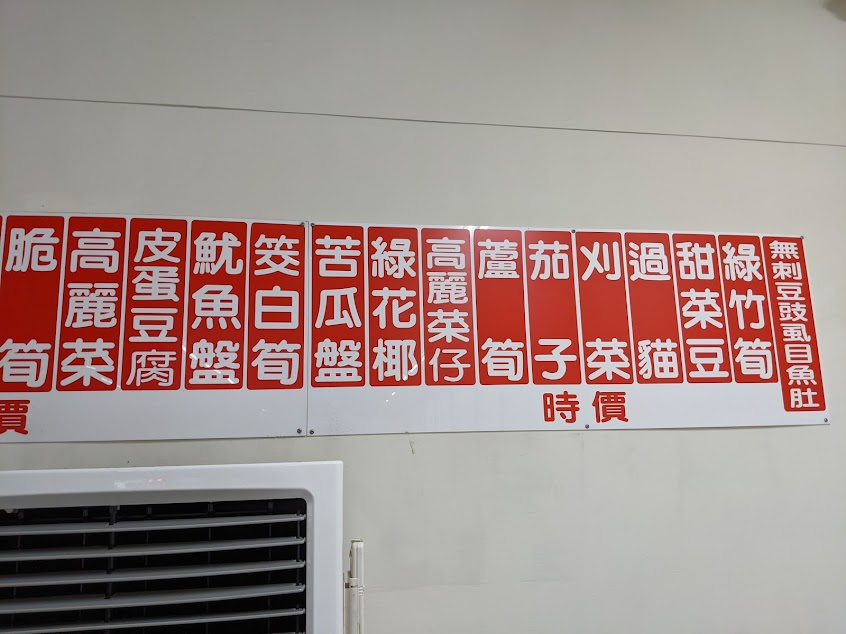 無刺豆豉虱目魚肚
綠竹筍
甜菜豆
過貓
刈菜
茄子
蘆筍
高麗菜仔
綠花椰
苦瓜盤
筊白筍
魷魚盤
皮蛋豆腐
高麗菜
脆筍
時價
價